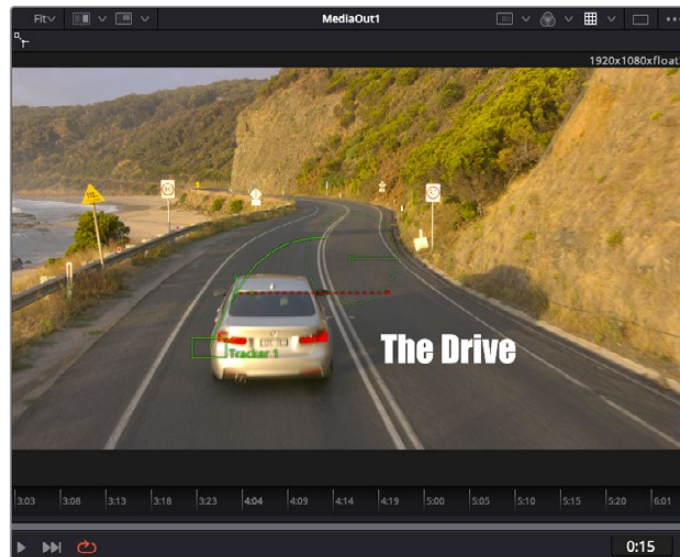 Fit
MediaOut1
1920x1080xfloat
The Drive
Tracker 1
3:03 3:08 3:13 3:18 3:23 4:04 4:09 4:14 4:19 5:00 5:05 5:10 5:15 5:20 6:01
0:15